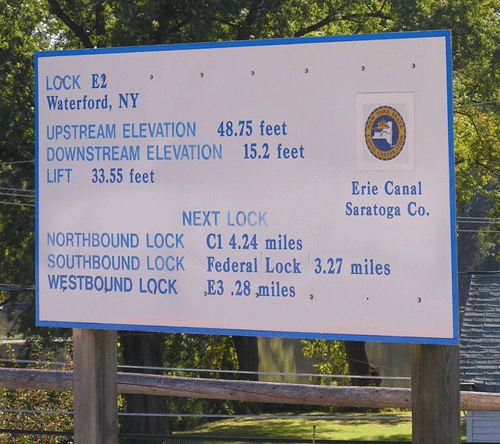 LOCK E2
Waterford, NY
UPSTREAM ELEVATION 48.75 feet
DOWNSTREAM ELEVATION 15.2 feet
LIFT 33.55 feet
Erie Canal
Saratoga Co.
NEXT LOCK
NORTHBOUND LOCK C1 4.24 miles
SOUTHBOUND LOCK Federal Lock 3.27 miles
WESTBOUND LOCK E3 .28 miles